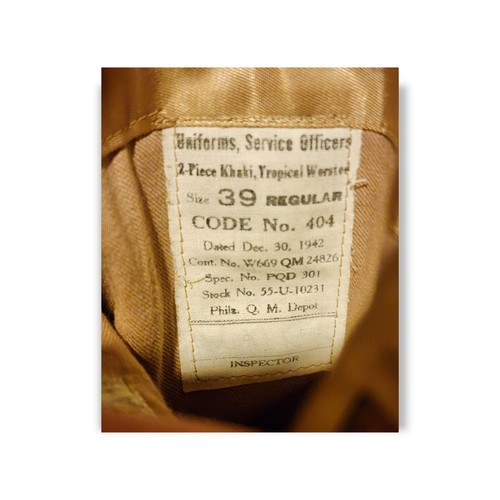 Uniforms, Service Officers
2-Piece Khaki, Tropical Worsted
Size 39 REGULAR
CODE No. 404
Dated Dec. 30, 1942
Cont. No. W669 QM 24826
Spec. No. PQD 301
Stock No. 55-U-10231
Phila. Q. M. Depot
INSPECTOR